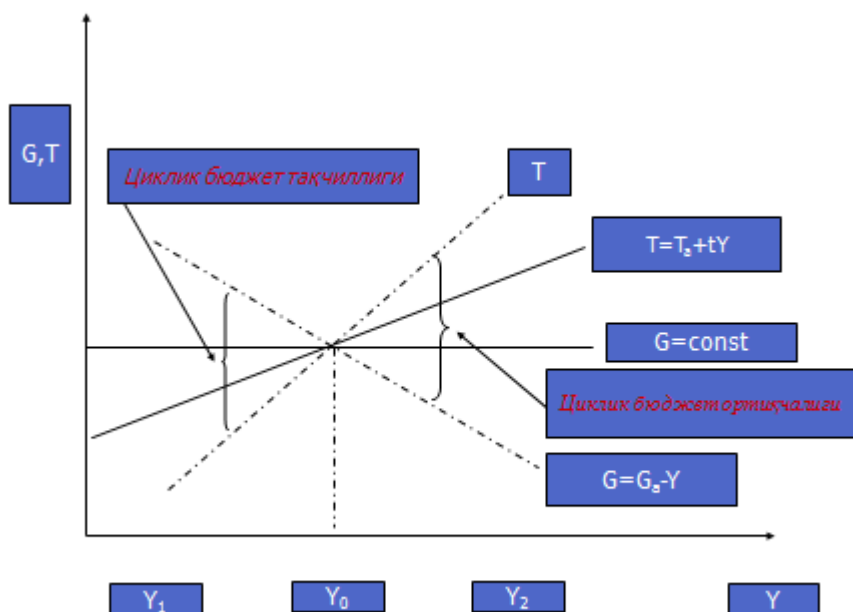 G,T
Циклик бюджет тақчиллиги
T
T=Tₐ+tY
G=const
Циклик бюджет ортиқчалиги
G=Gₐ-Y
Y₁
Y₀
Y₂
Y